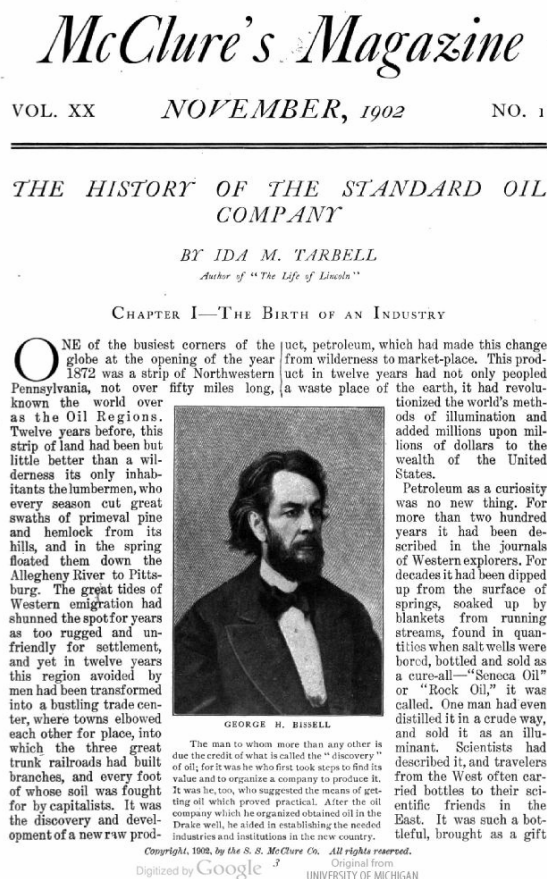 McClure's Magazine
VOL. XX NOVEMBER, 1902 NO. 1
THE HISTORY OF THE STANDARD OIL
COMPANY
BY IDA M. TARBELL
Author of "The Life of Lincoln"
CHAPTER I—THE BIRTH OF AN INDUSTRY
ONE of the busiest corners of the
globe at the opening of the year
1872 was a strip of Northwestern
Pennsylvania, not over fifty miles long,
known the world over
as the Oil Regions.
Twelve years before, this
strip of land had been but
little better than a wil-
derness its only inhab-
itants the lumbermen, who
every season cut great
swaths of primeval pine
and hemlock from its
hills, and in the spring
floated them down the
Allegheny River to Pitts-
burg. The great tides of
Western emigration had
shunned the spot for years
as too rugged and un-
friendly for settlement,
and yet in twelve years
this region avoided by
men had been transformed
into a bustling trade cen-
ter, where towns elbowed
each other for place, into
which the three great
trunk railroads had built
branches, and every foot
of whose soil was fought
for by capitalists. It was
the discovery and devel-
opment of a new raw prod-
uct, petroleum, which had made this change
from wilderness to market-place. This prod-
uct in twelve years had not only peopled
a waste place of the earth, it had revolu-
tionized the world's meth-
ods of illumination and
added millions upon mil-
lions of dollars to the
wealth of the United
States.
Petroleum as a curiosity
was no new thing. For
more than two hundred
years it had been de-
scribed in the journals
of Western explorers. For
decades it had been dipped
up from the surface of
springs, soaked up by
blankets from running
streams, found in quan-
tities when salt wells were
bored, bottled and sold as
a cure-all—"Seneca Oil"
or "Rock Oil," it was
called. One man had even
distilled it in a crude way,
and sold it as an illu-
minant. Scientists had
described it, and travelers
from the West often car-
ried bottles to their sci-
entific friends in the
East. It was such a bot-
tleful, brought as a gift
GEORGE H. BISSELL
The man to whom more than any other is
due the credit of what is called the "discovery"
of oil; for it was he who first took steps to find its
value and to organize a company to produce it.
It was he, too, who suggested the means of get-
ting oil which proved practical. After the oil
company which he organized obtained oil in the
Drake well, he aided in establishing the needed
industries and institutions in the new country.
Copyright, 1902, by the S. S. McClure Co. All rights reserved.
3
Digitized by Google
Original from
UNIVERSITY OF MICHIGAN